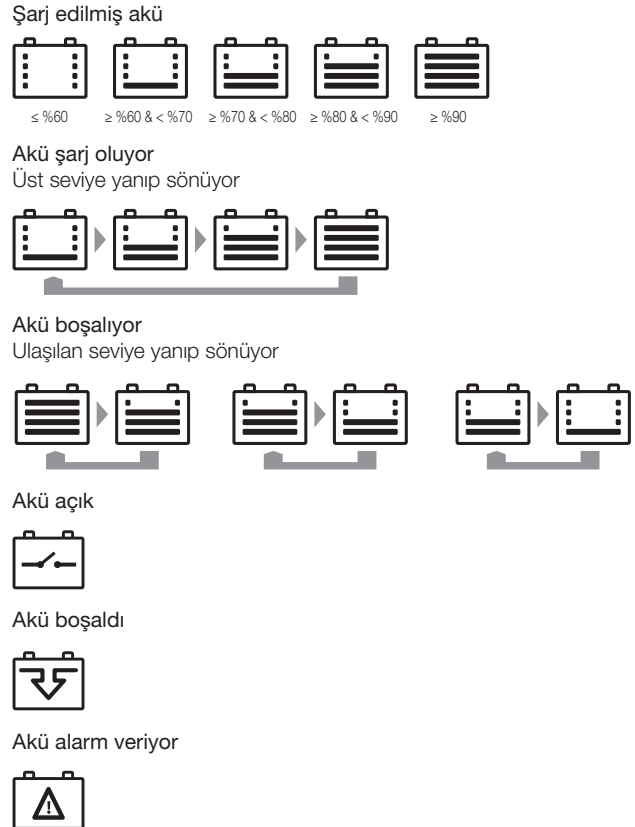 Şarj edilmiş akü
≤ %60 ≥ %60 & < %70 ≥ %70 & < %80 ≥ %80 & < %90 ≥ %90
Akü şarj oluyor
Üst seviye yanıp sönüyor
Akü boşalıyor
Ulaşılan seviye yanıp sönüyor
Akü açık
Akü boşaldı
Akü alarm veriyor